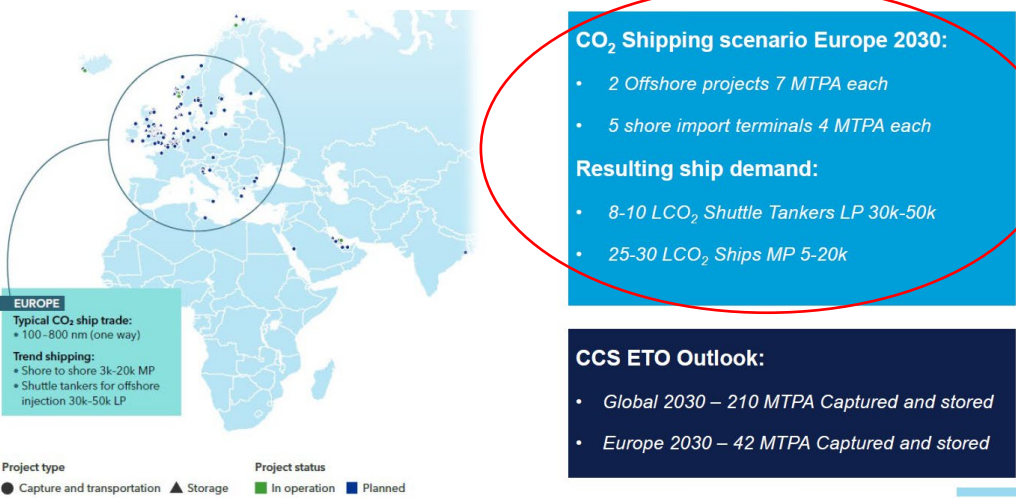 CO₂ Shipping scenario Europe 2030:
• 2 Offshore projects 7 MTPA each
• 5 shore import terminals 4 MTPA each
Resulting ship demand:
• 8-10 LCO₂ Shuttle Tankers LP 30k-50k
• 25-30 LCO₂ Ships MP 5-20k
EUROPE
Typical CO₂ ship trade:
• 100–800 nm (one way)
Trend shipping:
• Shore to shore 3k-20k MP
• Shuttle tankers for offshore
injection 30k-50k LP
CCS ETO Outlook:
• Global 2030 – 210 MTPA Captured and stored
• Europe 2030 – 42 MTPA Captured and stored
Project type
Capture and transportation
Storage
Project status
In operation
Planned